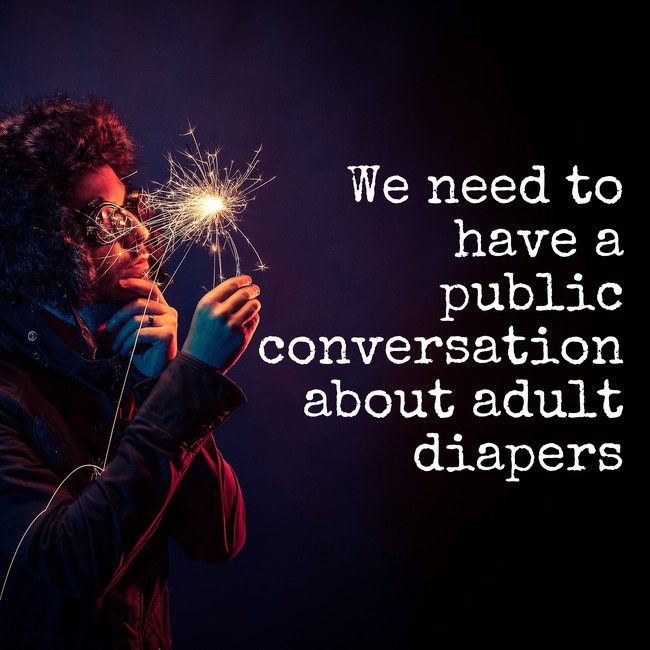 We need to
have a
public
conversation
about adult
diapers